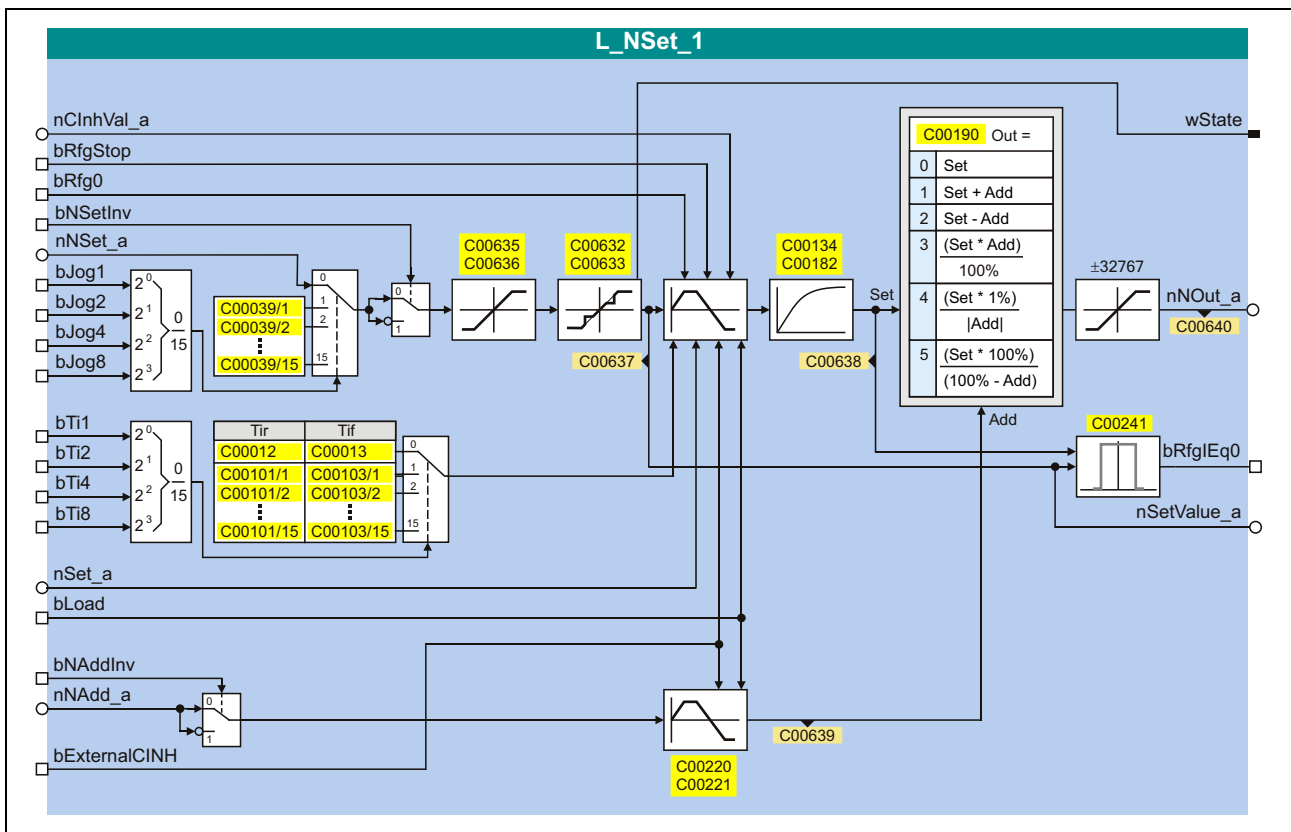 L_NSet_1
nCInhVal_a
bRfgStop
bRfg0
bNSetInv
nNSet_a
bJog1
bJog2
bJog4
bJog8
2⁰
2¹
2²
2³
0
15
C00039/1
C00039/2
C00039/15
0
1
2
15
0
1
C00635
C00636
C00632
C00633
C00637
C00134
C00182
C00638
Set
C00190 Out =
0 Set
1 Set + Add
2 Set - Add
3 (Set * Add)
100%
4 (Set * 1%)
|Add|
5 (Set * 100%)
(100% - Add)
Add
±32767
wState
nNOut_a
C00640
C00241
bRfgIEq0
nSetValue_a
bTi1
bTi2
bTi4
bTi8
2⁰
2¹
2²
2³
0
15
Tir Tif
C00012 C00013
C00101/1 C00103/1
C00101/2 C00103/2
C00101/15 C00103/15
0
1
2
15
nSet_a
bLoad
bNAddInv
nNAdd_a
0
1
bExternalCINH
C00220
C00221
C00639